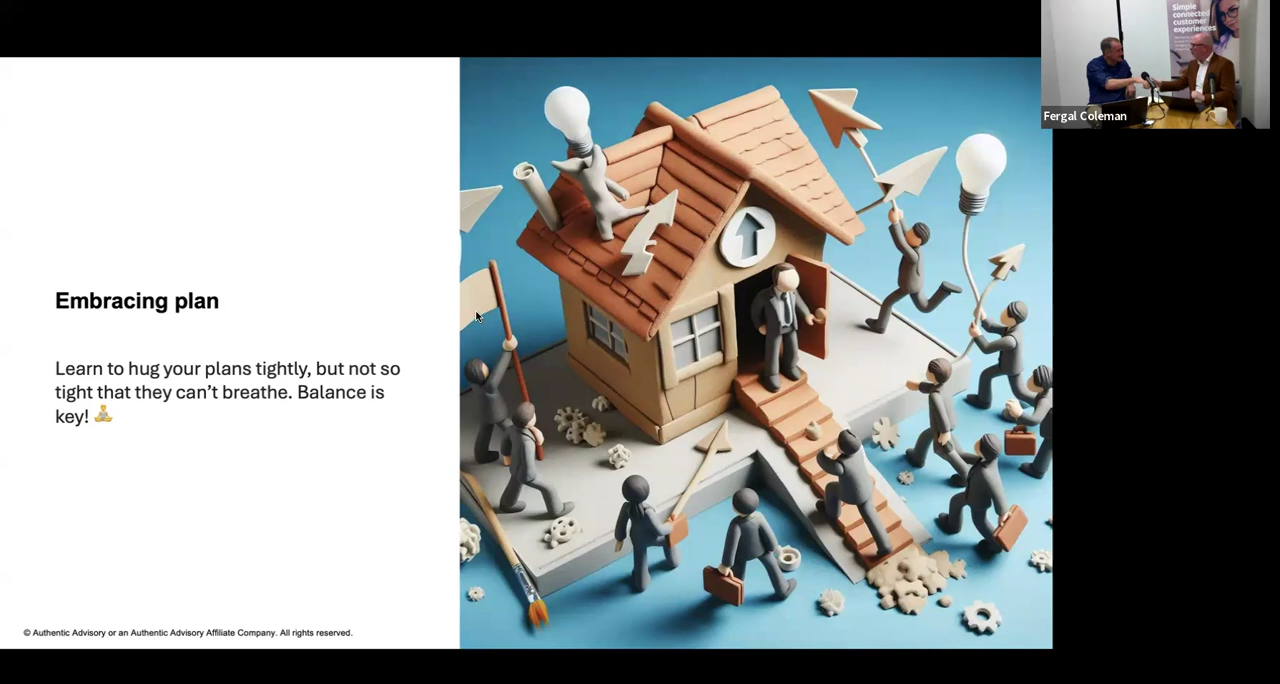 Embracing plan
Learn to hug your plans tightly, but not so
tight that they can’t breathe. Balance is
key! 🧘
© Authentic Advisory or an Authentic Advisory Affiliate Company. All rights reserved.
Simple
connected
customer
experiences
Fergal Coleman